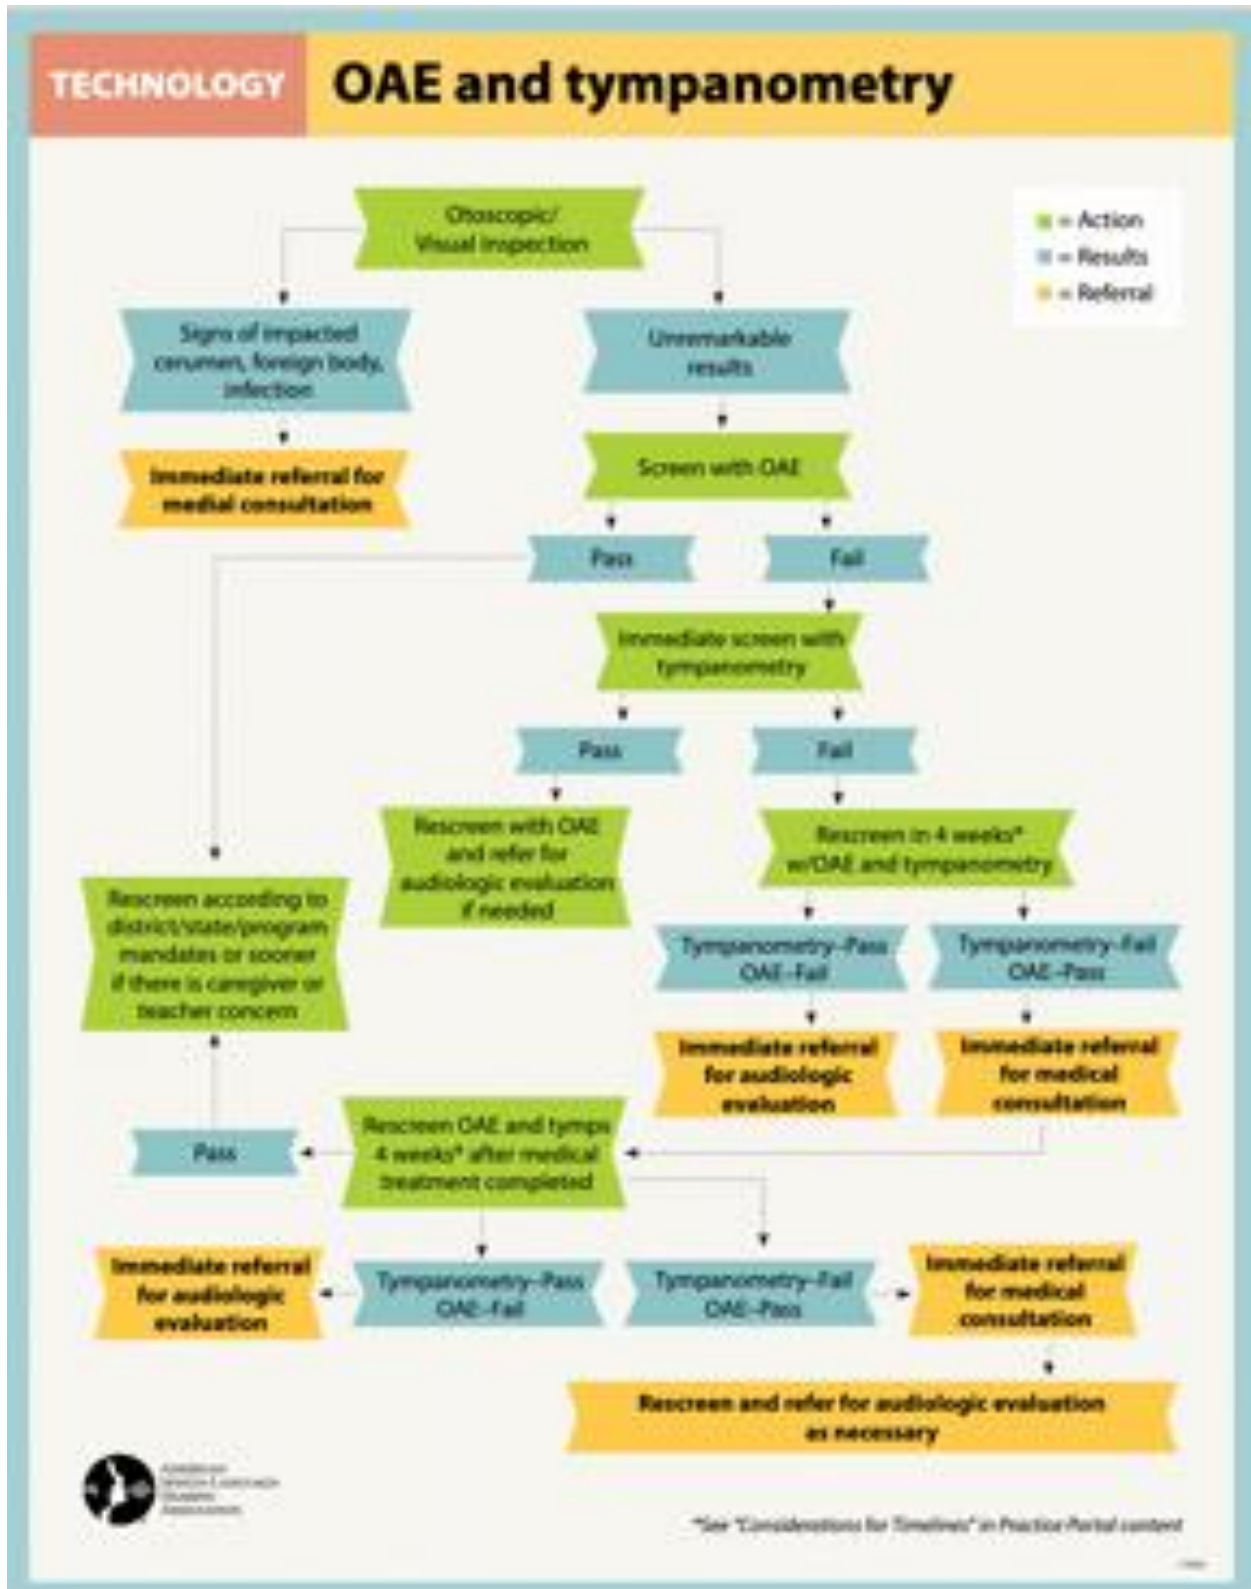 TECHNOLOGY
OAE and tympanometry
Otoscopic/
Visual inspection
= Action
= Results
= Referral
Signs of impacted
cerumen, foreign body,
infection
Unremarkable
results
Immediate referral for
medial consultation
Screen with OAE
Pass
Fail
Immediate screen with
tympanometry
Pass
Fail
Rescreen with OAE
and refer for
audiologic evaluation
if needed
Rescreen in 4 weeks*
w/OAE and tympanometry
Rescreen according to
district/state/program
mandates or sooner
if there is caregiver or
teacher concern
Tympanometry–Pass
OAE–Fail
Tympanometry–Fail
OAE–Pass
Immediate referral
for audiologic
evaluation
Immediate referral
for medical
consultation
Pass
Rescreen OAE and tymps
4 weeks* after medical
treatment completed
Immediate referral
for audiologic
evaluation
Tympanometry–Pass
OAE–Fail
Tympanometry–Fail
OAE–Pass
Immediate referral
for medical
consultation
Rescreen and refer for audiologic evaluation
as necessary
American
Speech-Language-
Hearing
Association
*See "Considerations for Timelines" in Practice Portal content